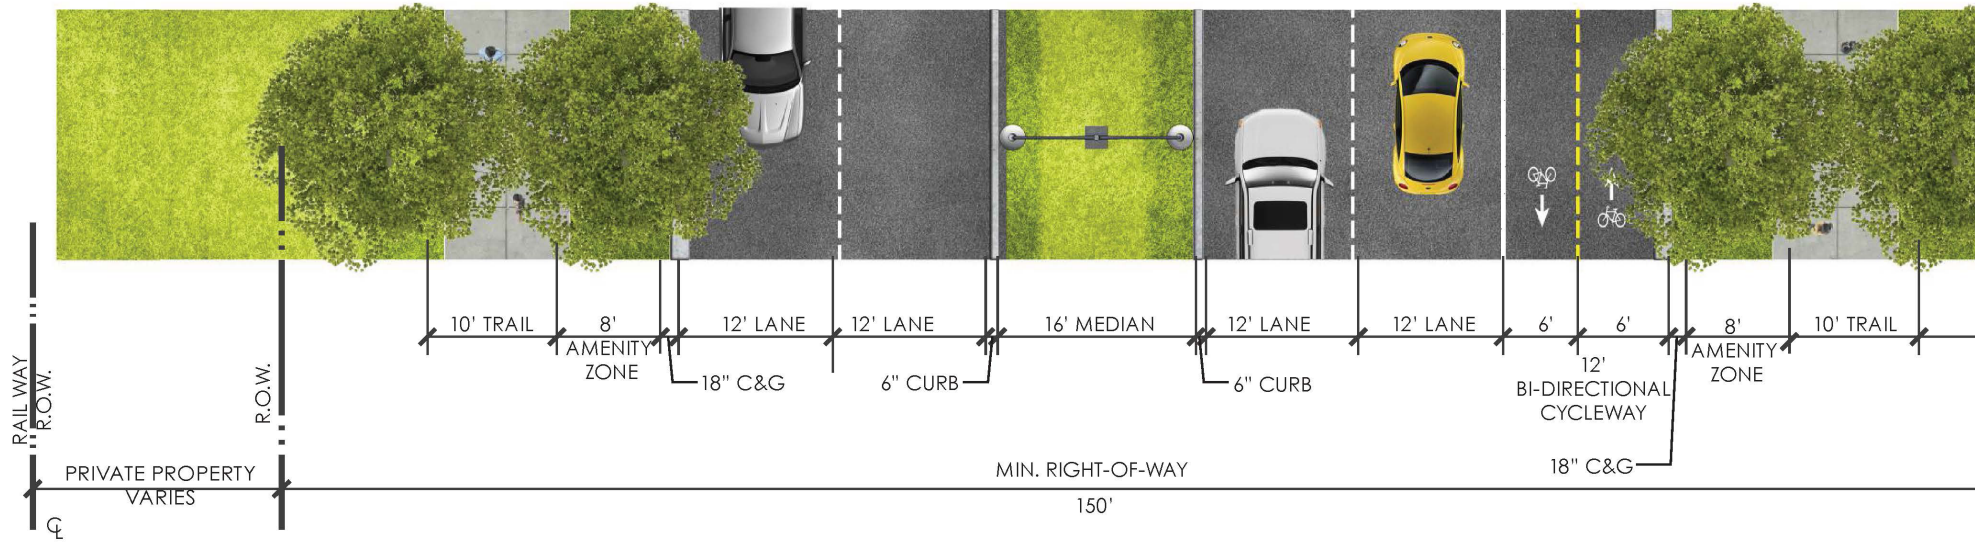 10' TRAIL
8'
AMENITY
ZONE
18" C&G
12' LANE
12' LANE
6" CURB
16' MEDIAN
6" CURB
12' LANE
12' LANE
6'
6'
12'
BI-DIRECTIONAL
CYCLEWAY
18" C&G
8'
AMENITY
ZONE
10' TRAIL
RAIL WAY
R.O.W.
R.O.W.
PRIVATE PROPERTY
VARIES
MIN. RIGHT-OF-WAY
150'
CL